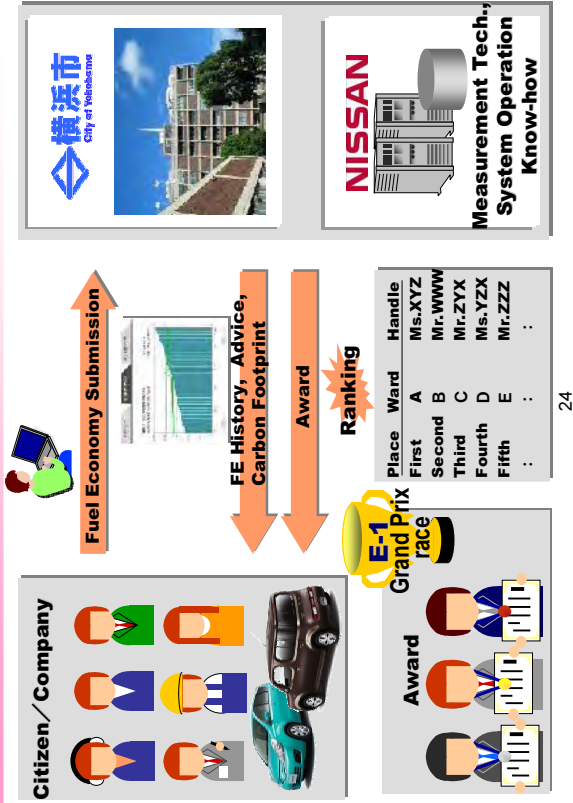 Citizen／Company
Fuel Economy Submission
横浜市
City of Yokohama
FE History, Advice,
Carbon Footprint
Award
Ranking
NISSAN
Measurement Tech.,
System Operation
Know-how
E-1
Grand Prix
race
Award
Place Ward Handle
First A Ms.XYZ
Second B Mr.WWW
Third C Mr.ZYX
Fourth D Ms.YZX
Fifth E Mr.ZZZ
: : :
24